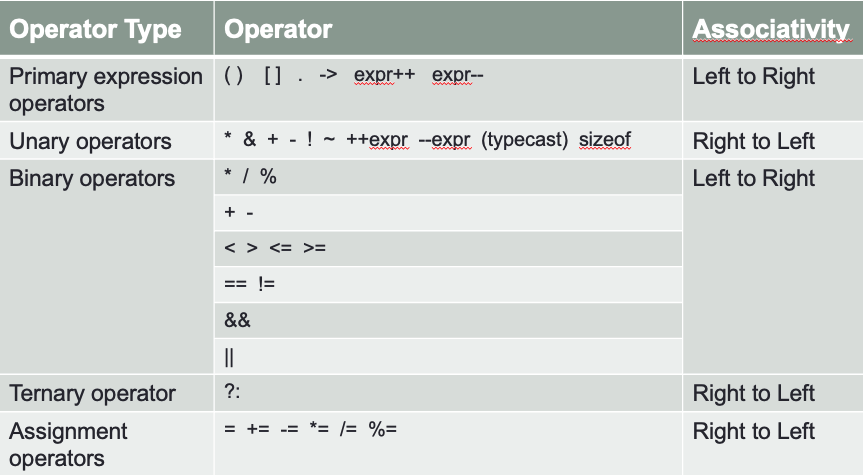 Operator Type Operator Associativity
Primary expression operators () [] . -> expr++ expr-- Left to Right
Unary operators * & + - ! ~ ++expr --expr (typecast) sizeof Right to Left
Binary operators * / % Left to Right
+ -
< > <= >=
== !=
&&
||
Ternary operator ?: Right to Left
Assignment operators = += -= *= /= %= Right to Left